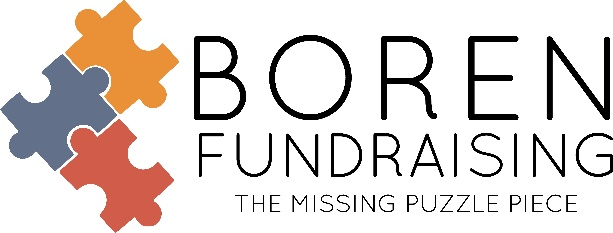 BOREN
FUNDRAISING
THE MISSING PUZZLE PIECE